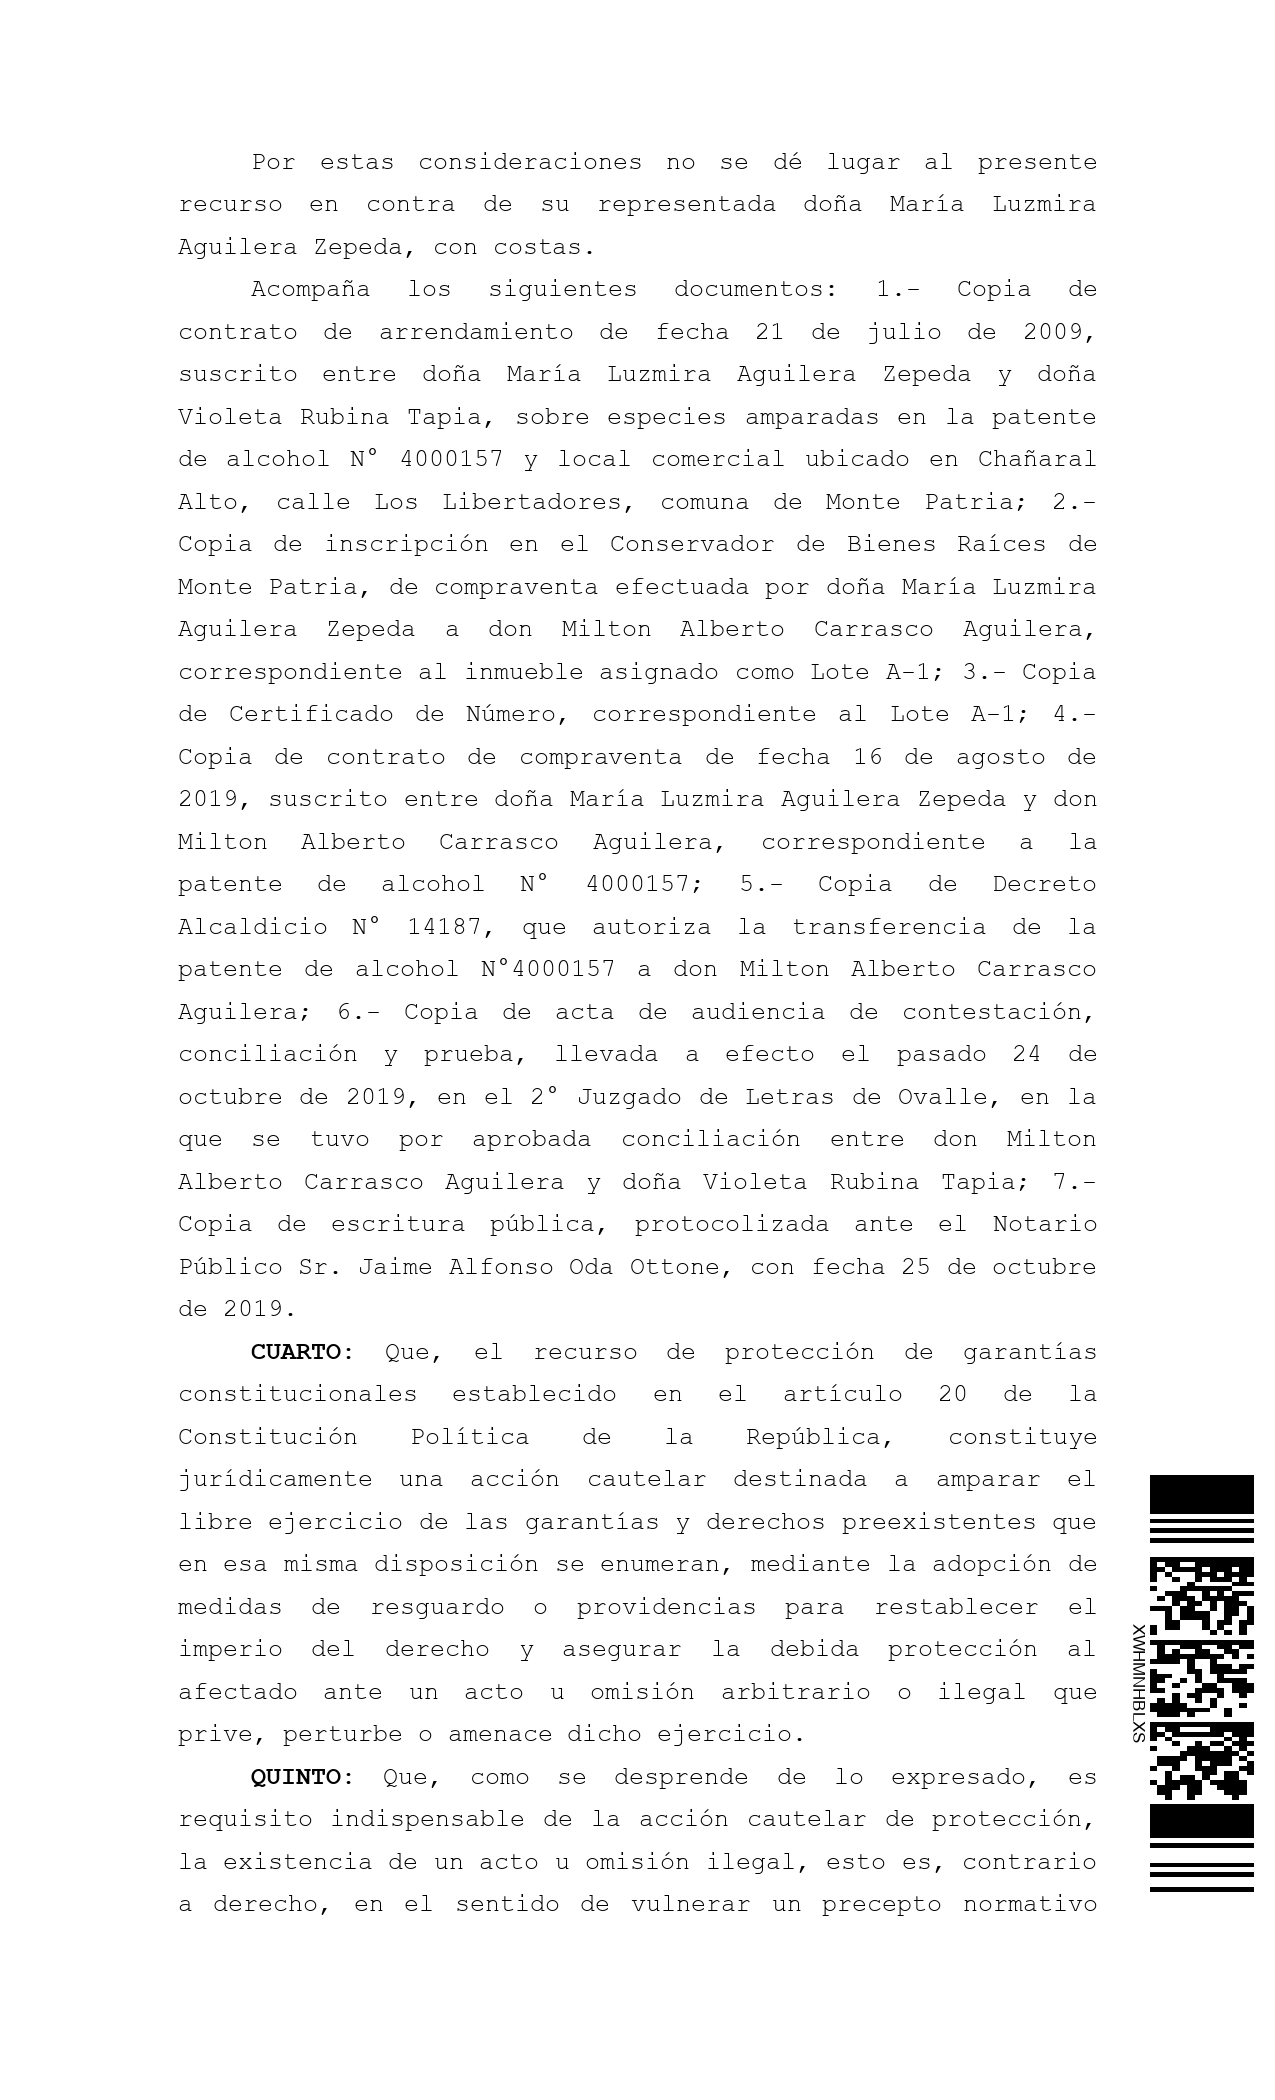 Por estas consideraciones no se dé lugar al presente
recurso en contra de su representada doña María Luzmira
Aguilera Zepeda, con costas.
Acompaña los siguientes documentos: 1.- Copia de
contrato de arrendamiento de fecha 21 de julio de 2009,
suscrito entre doña María Luzmira Aguilera Zepeda y doña
Violeta Rubina Tapia, sobre especies amparadas en la patente
de alcohol N° 4000157 y local comercial ubicado en Chañaral
Alto, calle Los Libertadores, comuna de Monte Patria; 2.-
Copia de inscripción en el Conservador de Bienes Raíces de
Monte Patria, de compraventa efectuada por doña María Luzmira
Aguilera Zepeda a don Milton Alberto Carrasco Aguilera,
correspondiente al inmueble asignado como Lote A-1; 3.- Copia
de Certificado de Número, correspondiente al Lote A-1; 4.-
Copia de contrato de compraventa de fecha 16 de agosto de
2019, suscrito entre doña María Luzmira Aguilera Zepeda y don
Milton Alberto Carrasco Aguilera, correspondiente a la
patente de alcohol N° 4000157; 5.- Copia de Decreto
Alcaldicio N° 14187, que autoriza la transferencia de la
patente de alcohol N°4000157 a don Milton Alberto Carrasco
Aguilera; 6.- Copia de acta de audiencia de contestación,
conciliación y prueba, llevada a efecto el pasado 24 de
octubre de 2019, en el 2° Juzgado de Letras de Ovalle, en la
que se tuvo por aprobada conciliación entre don Milton
Alberto Carrasco Aguilera y doña Violeta Rubina Tapia; 7.-
Copia de escritura pública, protocolizada ante el Notario
Público Sr. Jaime Alfonso Oda Ottone, con fecha 25 de octubre
de 2019.
CUARTO: Que, el recurso de protección de garantías
constitucionales establecido en el artículo 20 de la
Constitución Política de la República, constituye
jurídicamente una acción cautelar destinada a amparar el
libre ejercicio de las garantías y derechos preexistentes que
en esa misma disposición se enumeran, mediante la adopción de
medidas de resguardo o providencias para restablecer el
imperio del derecho y asegurar la debida protección al
afectado ante un acto u omisión arbitrario o ilegal que
prive, perturbe o amenace dicho ejercicio.
QUINTO: Que, como se desprende de lo expresado, es
requisito indispensable de la acción cautelar de protección,
la existencia de un acto u omisión ilegal, esto es, contrario
a derecho, en el sentido de vulnerar un precepto normativo
XWHMNHBLXS